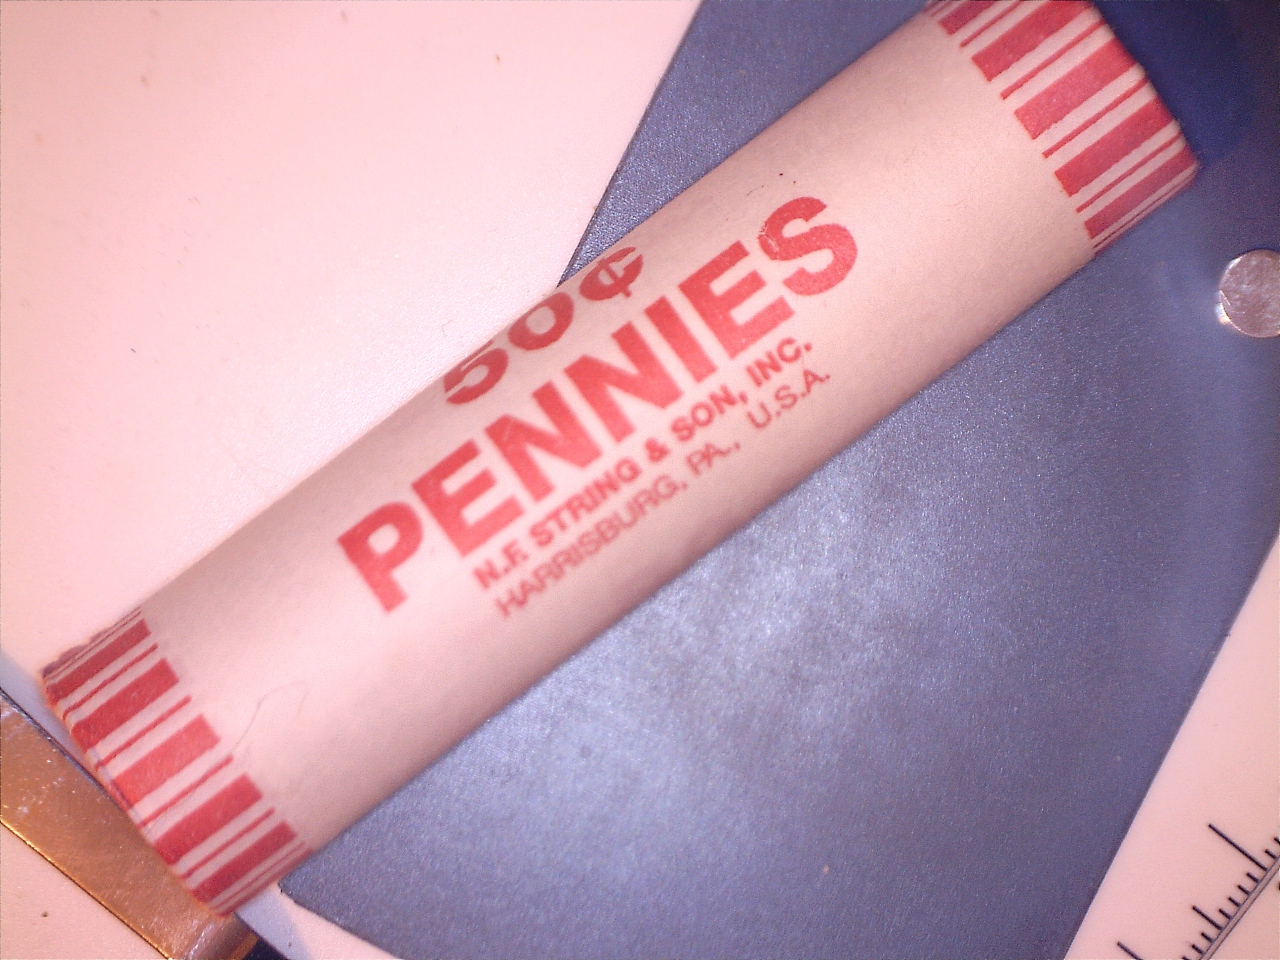 50¢
PENNIES
N.F. STRING & SON, INC.
HARRISBURG, PA., U.S.A.